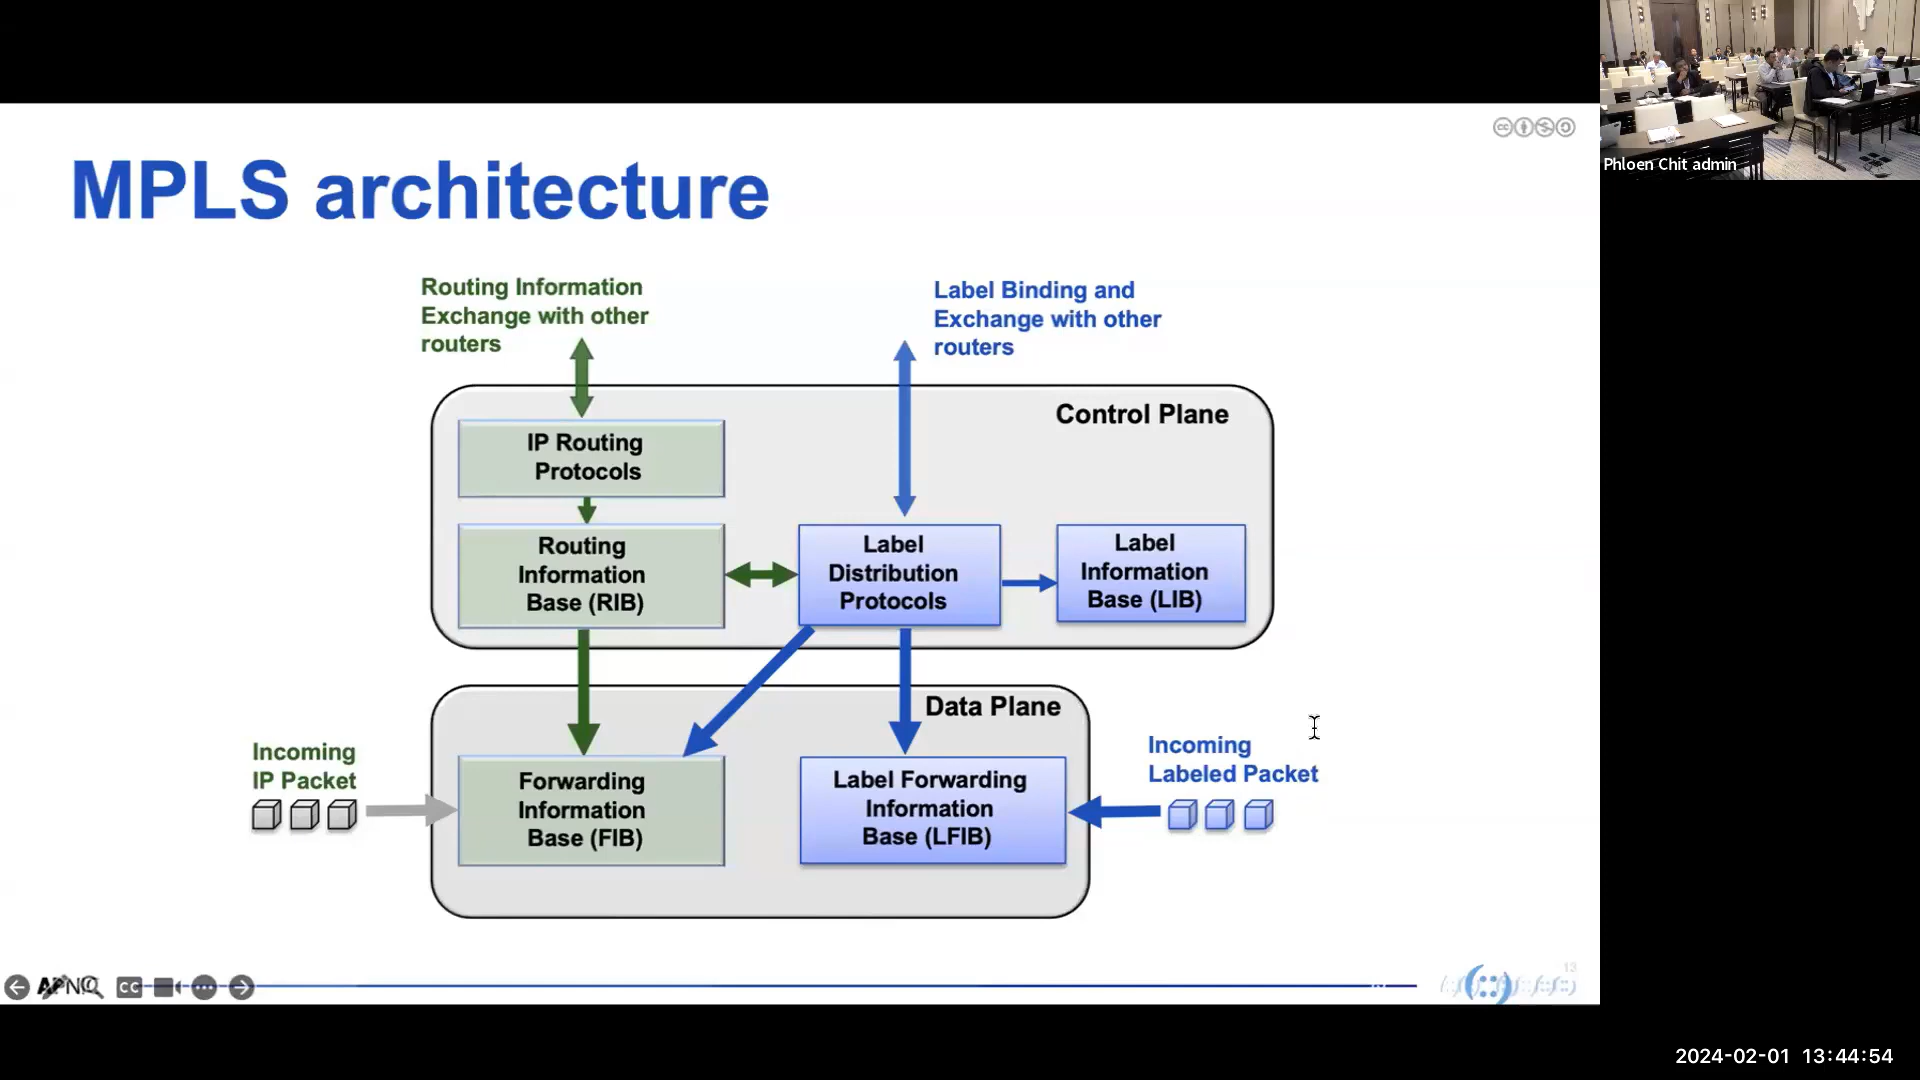 MPLS architecture
Routing Information
Exchange with other
routers
Label Binding and
Exchange with other
routers
Control Plane
IP Routing
Protocols
Routing
Information
Base (RIB)
Label
Distribution
Protocols
Label
Information
Base (LIB)
Data Plane
Incoming
IP Packet
Forwarding
Information
Base (FIB)
Label Forwarding
Information
Base (LFIB)
Incoming
Labeled Packet
APNIC
CC
13
Phloen Chit admin
2024-02-01 13:44:54